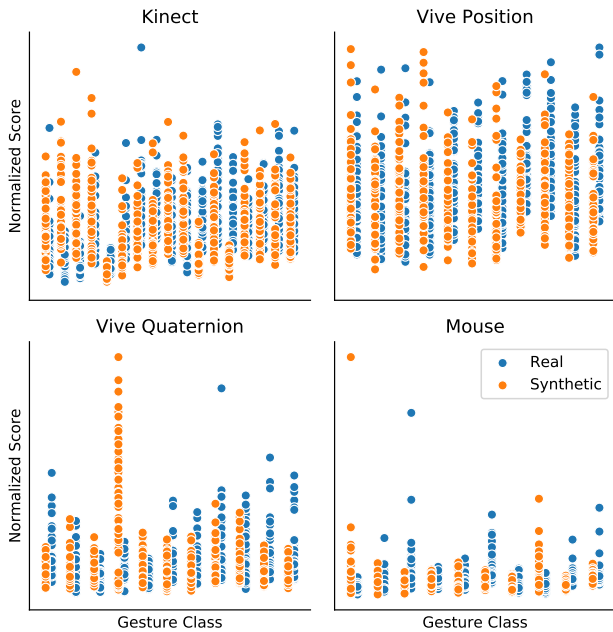 Kinect
Vive Position
Normalized Score
Vive Quaternion
Mouse
Real
Synthetic
Normalized Score
Gesture Class
Gesture Class